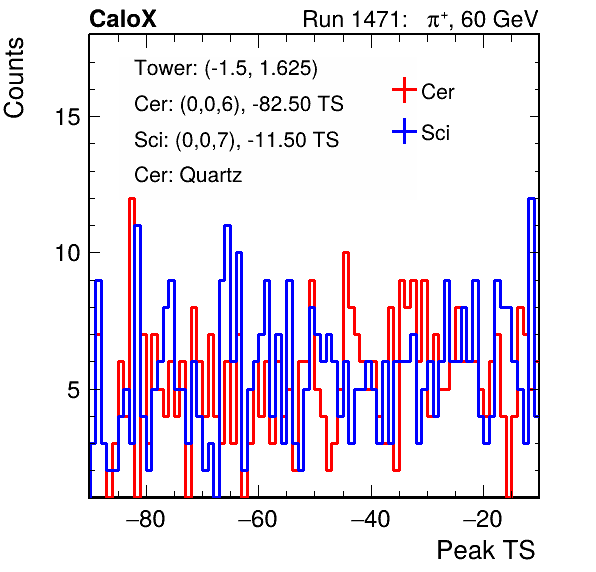 CaloX Run 1471: π⁺, 60 GeV
Counts
Tower: (-1.5, 1.625)
Cer: (0,0,6), -82.50 TS
Sci: (0,0,7), -11.50 TS
Cer: Quartz
Cer
Sci
15
10
5
−80 −60 −40 −20
Peak TS